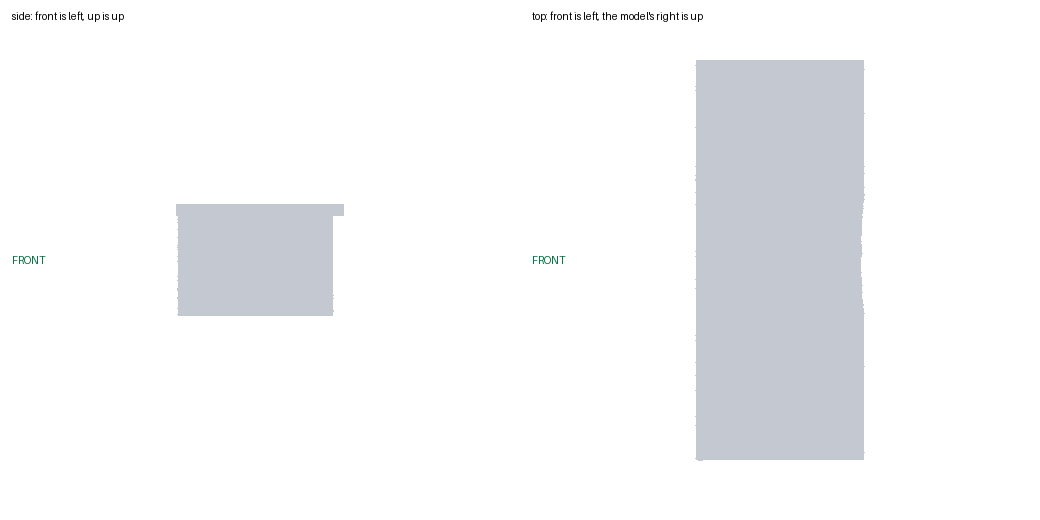 side: front is left, up is up
top: front is left, the model's right is up
FRONT
FRONT